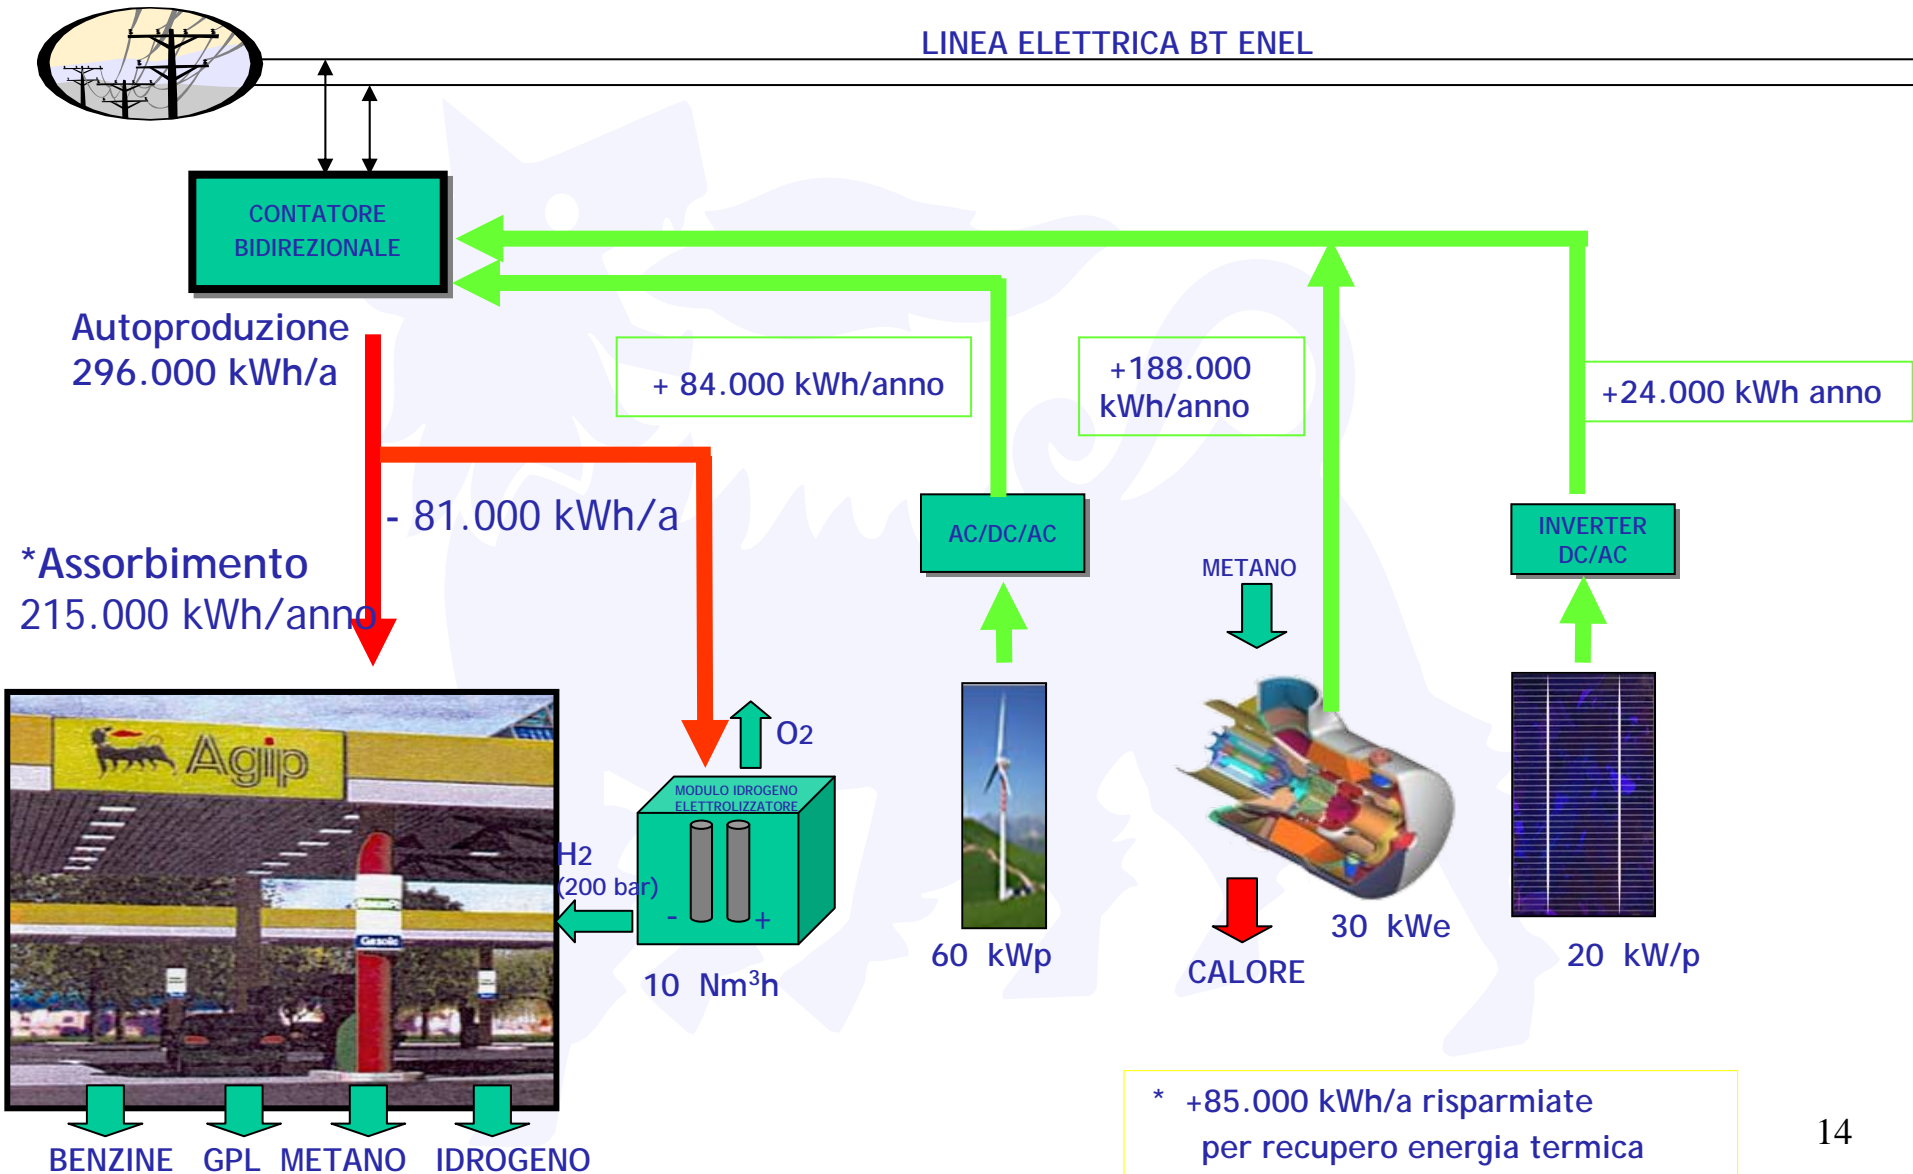 LINEA ELETTRICA BT ENEL
CONTATORE
BIDIREZIONALE
Autoproduzione
296.000 kWh/a
+ 84.000 kWh/anno
+188.000
kWh/anno
+24.000 kWh anno
- 81.000 kWh/a
*Assorbimento
215.000 kWh/anno
AC/DC/AC
INVERTER
DC/AC
METANO
Agip
O2
MODULO IDROGENO
ELETTROLIZZATORE
H2
(200 bar)
- +
Gasolio
10 Nm³h
60 kWp
CALORE
30 kWe
20 kW/p
BENZINE GPL METANO IDROGENO
* +85.000 kWh/a risparmiate
per recupero energia termica
14